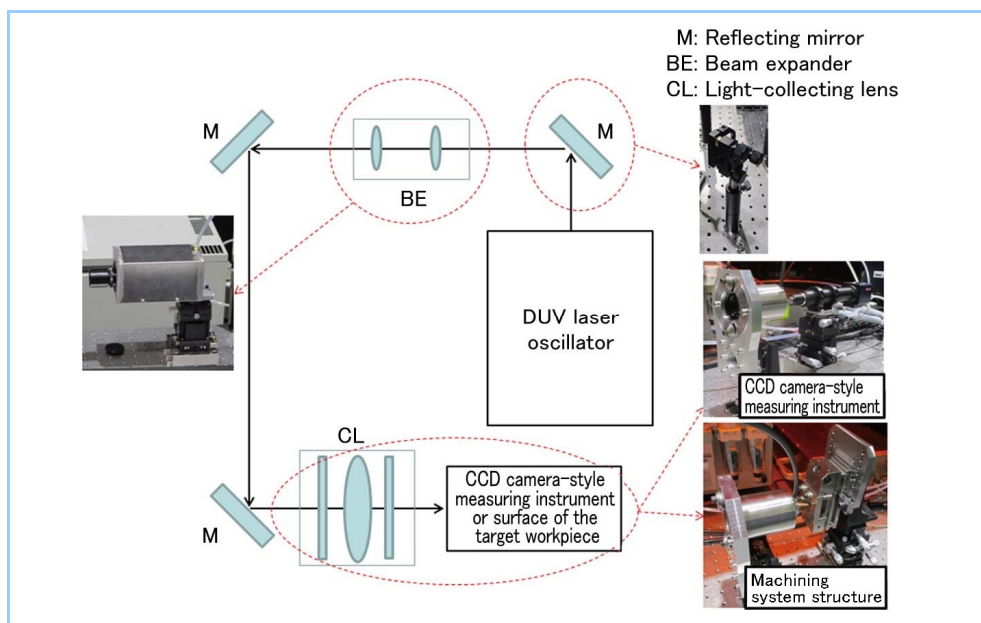 M: Reflecting mirror
BE: Beam expander
CL: Light-collecting lens
M
M
BE
DUV laser
oscillator
CCD camera-style
measuring instrument
CL
CCD camera-style
measuring instrument
or surface of the
target workpiece
M
Machining
system structure